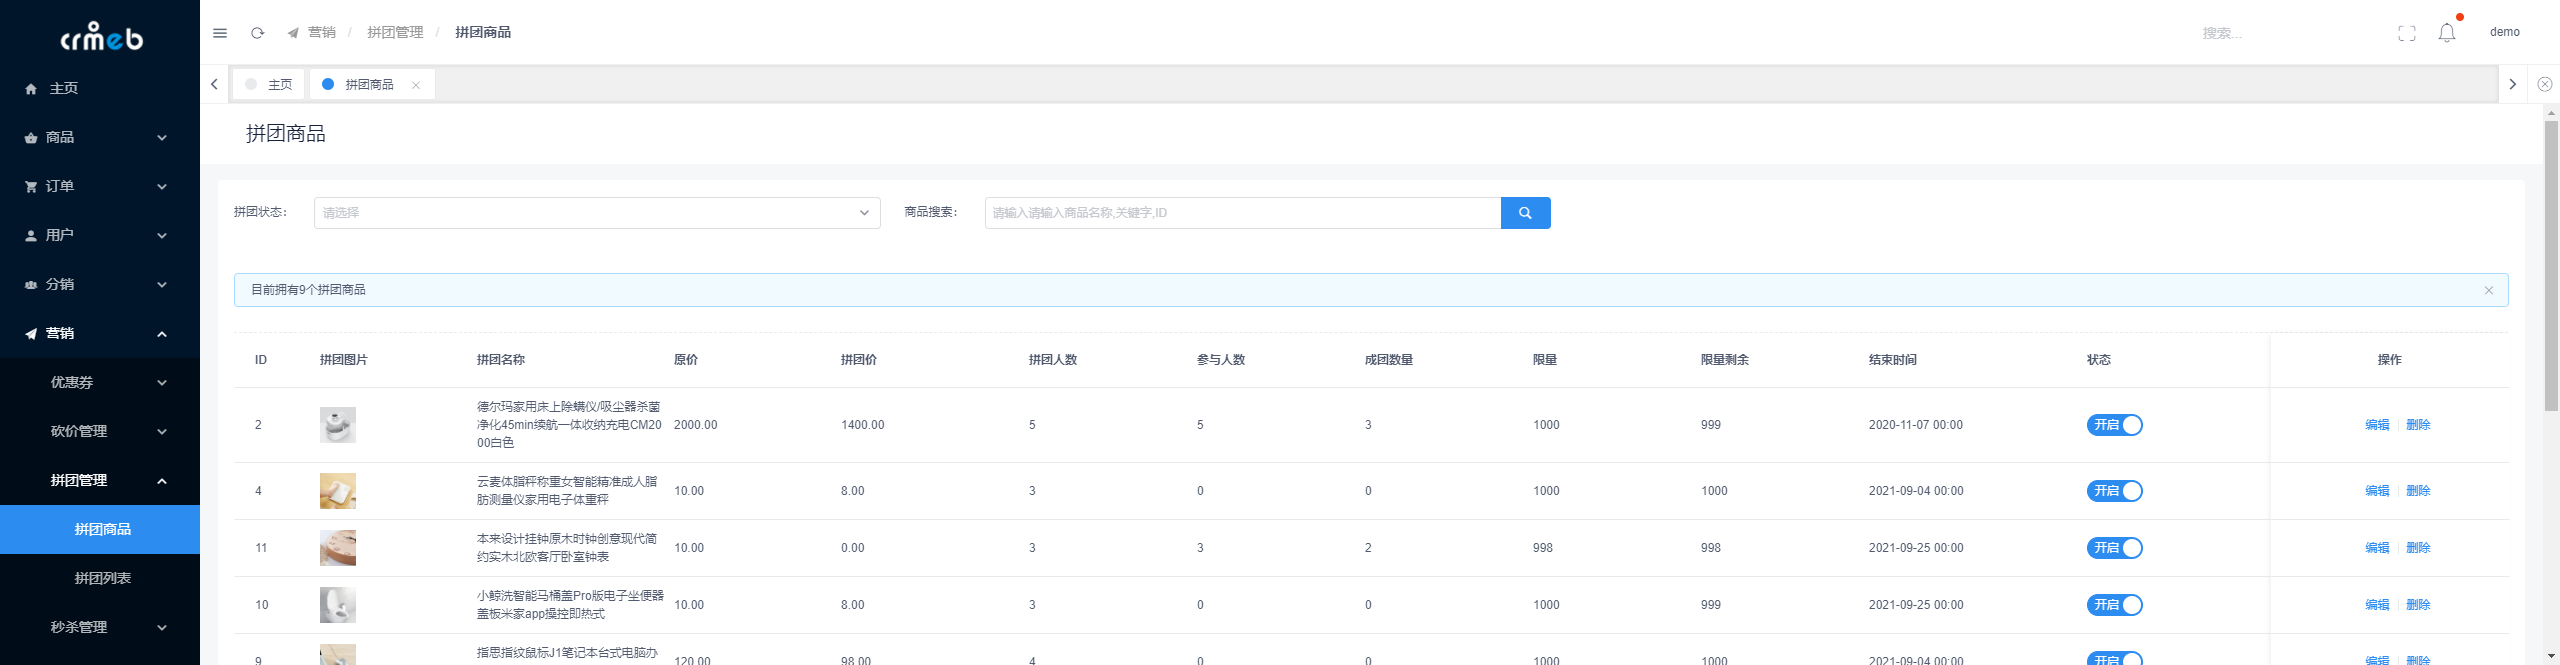 crmeb
主页
商品
订单
用户
分销
营销
优惠券
砍价管理
拼团管理
拼团商品
拼团列表
秒杀管理
营销 / 拼团管理 / 拼团商品
搜索...
demo
主页
拼团商品
拼团商品
拼团状态： 请选择 商品搜索： 请输入请输入商品名称,关键字,ID
目前拥有9个拼团商品
ID 拼团图片 拼团名称 原价 拼团价 拼团人数 参与人数 成团数量 限量 限量剩余 结束时间 状态 操作
德尔玛家用床上除螨仪/吸尘器杀菌
2 净化45min续航一体收纳充电CM20 2000.00 1400.00 5 5 3 1000 999 2020-11-07 00:00 开启 编辑 删除
00白色
云麦体脂秤称重女智能精准成人脂
4 10.00 8.00 3 0 0 1000 1000 2021-09-04 00:00 开启 编辑 删除
肪测量仪家用电子体重秤
本来设计挂钟原木时钟创意现代简
11 10.00 0.00 3 3 2 998 998 2021-09-25 00:00 开启 编辑 删除
约实木北欧客厅卧室钟表
小鲸洗智能马桶盖Pro版电子坐便器
10 10.00 8.00 3 0 0 1000 999 2021-09-25 00:00 开启 编辑 删除
盖板米家app操控即热式
指思指纹鼠标J1笔记本台式电脑办
9 120.00 98.00 4 0 0 1000 1000 2021-09-04 00:00 开启 编辑 删除